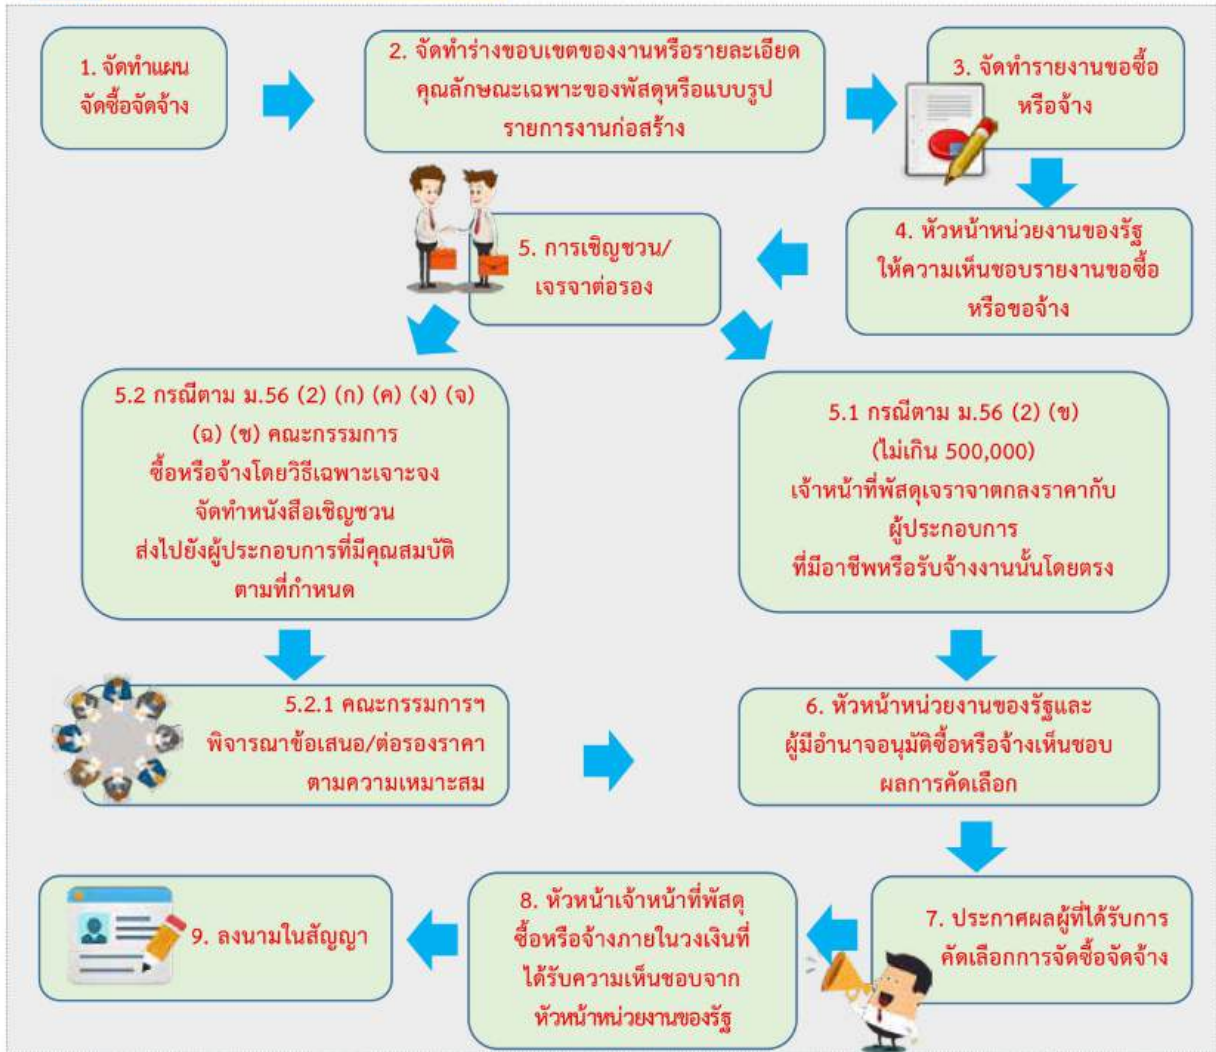 1. จัดทำแผน
จัดซื้อจัดจ้าง
2. จัดทำร่างขอบเขตของงานหรือรายละเอียด
คุณลักษณะเฉพาะของพัสดุหรือแบบรูป
รายการงานก่อสร้าง
3. จัดทำรายงานขอซื้อ
หรือจ้าง
4. หัวหน้าหน่วยงานของรัฐ
ให้ความเห็นชอบรายงานขอซื้อ
หรือขอจ้าง
5. การเชิญชวน/
เจรจาต่อรอง
5.1 กรณีตาม ม.56 (2) (ข)
(ไม่เกิน 500,000)
เจ้าหน้าที่พัสดุเจราจาตกลงราคากับ
ผู้ประกอบการ
ที่มีอาชีพหรือรับจ้างงานนั้นโดยตรง
5.2 กรณีตาม ม.56 (2) (ก) (ค) (ง) (จ)
(ฉ) (ช) คณะกรรมการ
ซื้อหรือจ้างโดยวิธีเฉพาะเจาะจง
จัดทำหนังสือเชิญชวน
ส่งไปยังผู้ประกอบการที่มีคุณสมบัติ
ตามที่กำหนด
5.2.1 คณะกรรมการฯ
พิจารณาข้อเสนอ/ต่อรองราคา
ตามความเหมาะสม
6. หัวหน้าหน่วยงานของรัฐและ
ผู้มีอำนาจอนุมัติซื้อหรือจ้างเห็นชอบ
ผลการคัดเลือก
7. ประกาศผลผู้ที่ได้รับการ
คัดเลือกการจัดซื้อจัดจ้าง
8. หัวหน้าเจ้าหน้าที่พัสดุ
ซื้อหรือจ้างภายในวงเงินที่
ได้รับความเห็นชอบจาก
หัวหน้าหน่วยงานของรัฐ
9. ลงนามในสัญญา